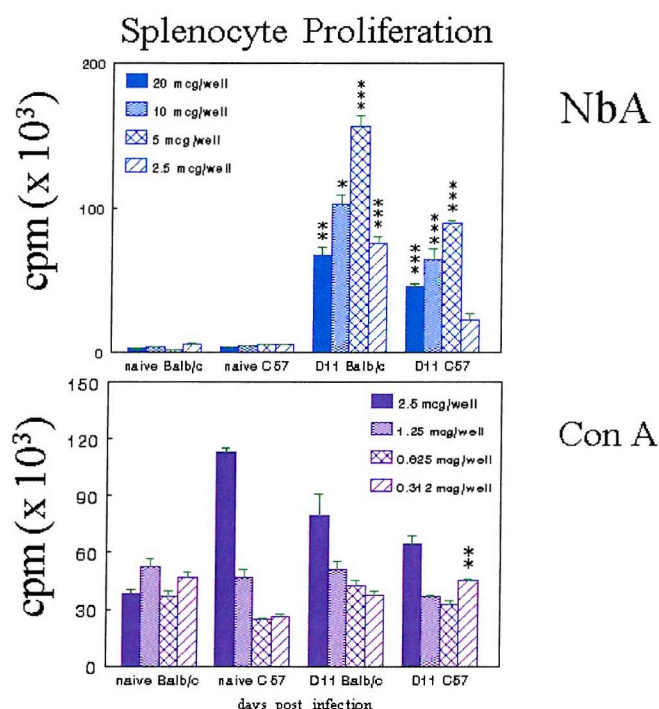 Splenocyte Proliferation
NbA
cpm (x 10³)
200
100
0
20 mcg/well
10 mcg/well
5 mcg/well
2.5 mcg/well
**
*
***
***
***
***
***
naive Balb/c naive C57 D11 Balb/c D11 C57
Con A
cpm (x 10³)
150
120
90
60
30
0
2.5 mcg/well
1.25 mcg/well
0.625 mcg/well
0.312 mcg/well
**
naive Balb/c naive C57 D11 Balb/c D11 C57
days post infection